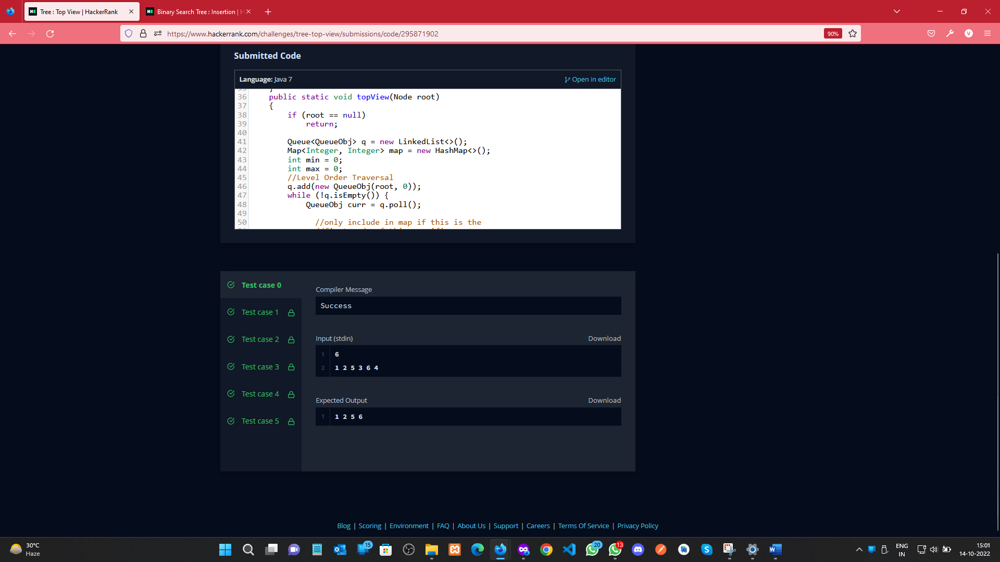 Tree : Top View | HackerRank
Binary Search Tree : Insertion | H
https://www.hackerrank.com/challenges/tree-top-view/submissions/code/295871902
90%
V
Submitted Code
Language: Java 7
Open in editor
35 }
36 public static void topView(Node root)
37 {
38 if (root == null)
39 return;
40
41 Queue<QueueObj> q = new LinkedList<>();
42 Map<Integer, Integer> map = new HashMap<>();
43 int min = 0;
44 int max = 0;
45 //Level Order Traversal
46 q.add(new QueueObj(root, 0));
47 while (!q.isEmpty()) {
48 QueueObj curr = q.poll();
49
50 //only include in map if this is the
Test case 0
Test case 1
Test case 2
Test case 3
Test case 4
Test case 5
Compiler Message
Success
Input (stdin)
Download
1 6
2 1 2 5 3 6 4
Expected Output
Download
1 1 2 5 6
Blog | Scoring | Environment | FAQ | About Us | Support | Careers | Terms Of Service | Privacy Policy
30°C
Haze
15
20
13
ENG
IN
15:01
14-10-2022